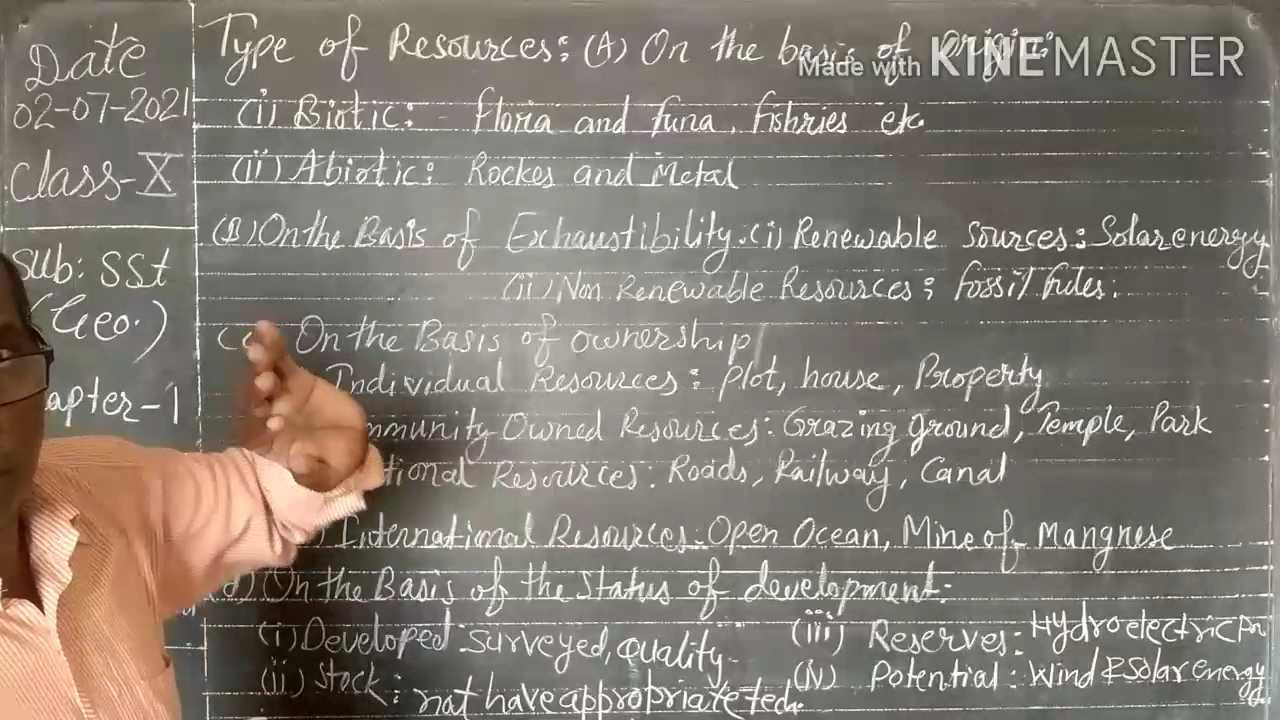 Date
02-07-2021
Class-X
Sub: SSt
(Geo.)
apter-1
Type of Resources: (A) On the basis of origin:
Made with KINEMASTER
(i) Biotic: - Floria and funa, fishries etc.
(ii) Abiotic: Rockes and Metal
(B) On the Basis of Exhaustibility.(i) Renewable Sources: Solar energy
(ii) Non Renewable Resources: fossil fules.
On the Basis of ownership
Individual Resources: plot, house, Property
mmunity Owned Resources: Grazing ground, Temple, Park
tional Resources: Roads, Railway, Canal
International Resources:- Open Ocean, Mine of Mangnese
d) On the Basis of the Status of development:-
(i) Developed: Surveyed, quality- (iii) Reserves: Hydroelectric
(ii) Stock: not have appropriate tech. (iv) Potential: Wind & Solar energy